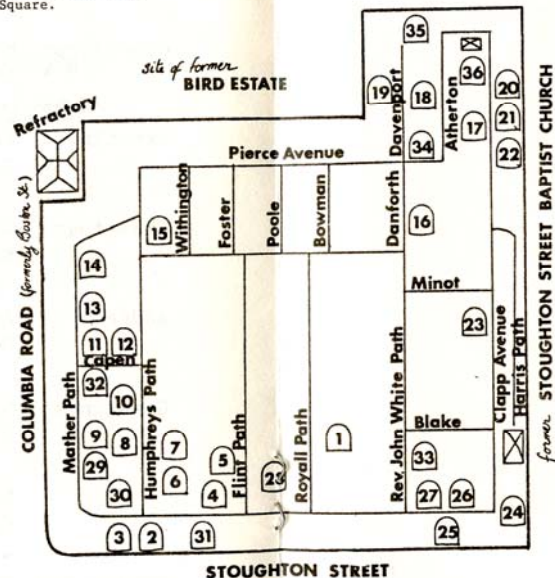 Square.
site of former
BIRD ESTATE
Refractory
COLUMBIA ROAD (formerly Boston St.)
Pierce Avenue
Davenport
Atherton
former STOUGHTON STREET BAPTIST CHURCH
35
36
19
18
20
21
17
34
22
Withington
Foster
Poole
Bowman
Danforth
15
16
14
Minot
13
23
11
12
Capen
32
Mather Path
Humphreys Path
Flint Path
Royall Path
Rev. John White Path
Clapp Avenue
Harris Path
10
Blake
9
8
7
1
5
33
29
6
23
30
4
27
26
24
3
2
31
25
STOUGHTON STREET